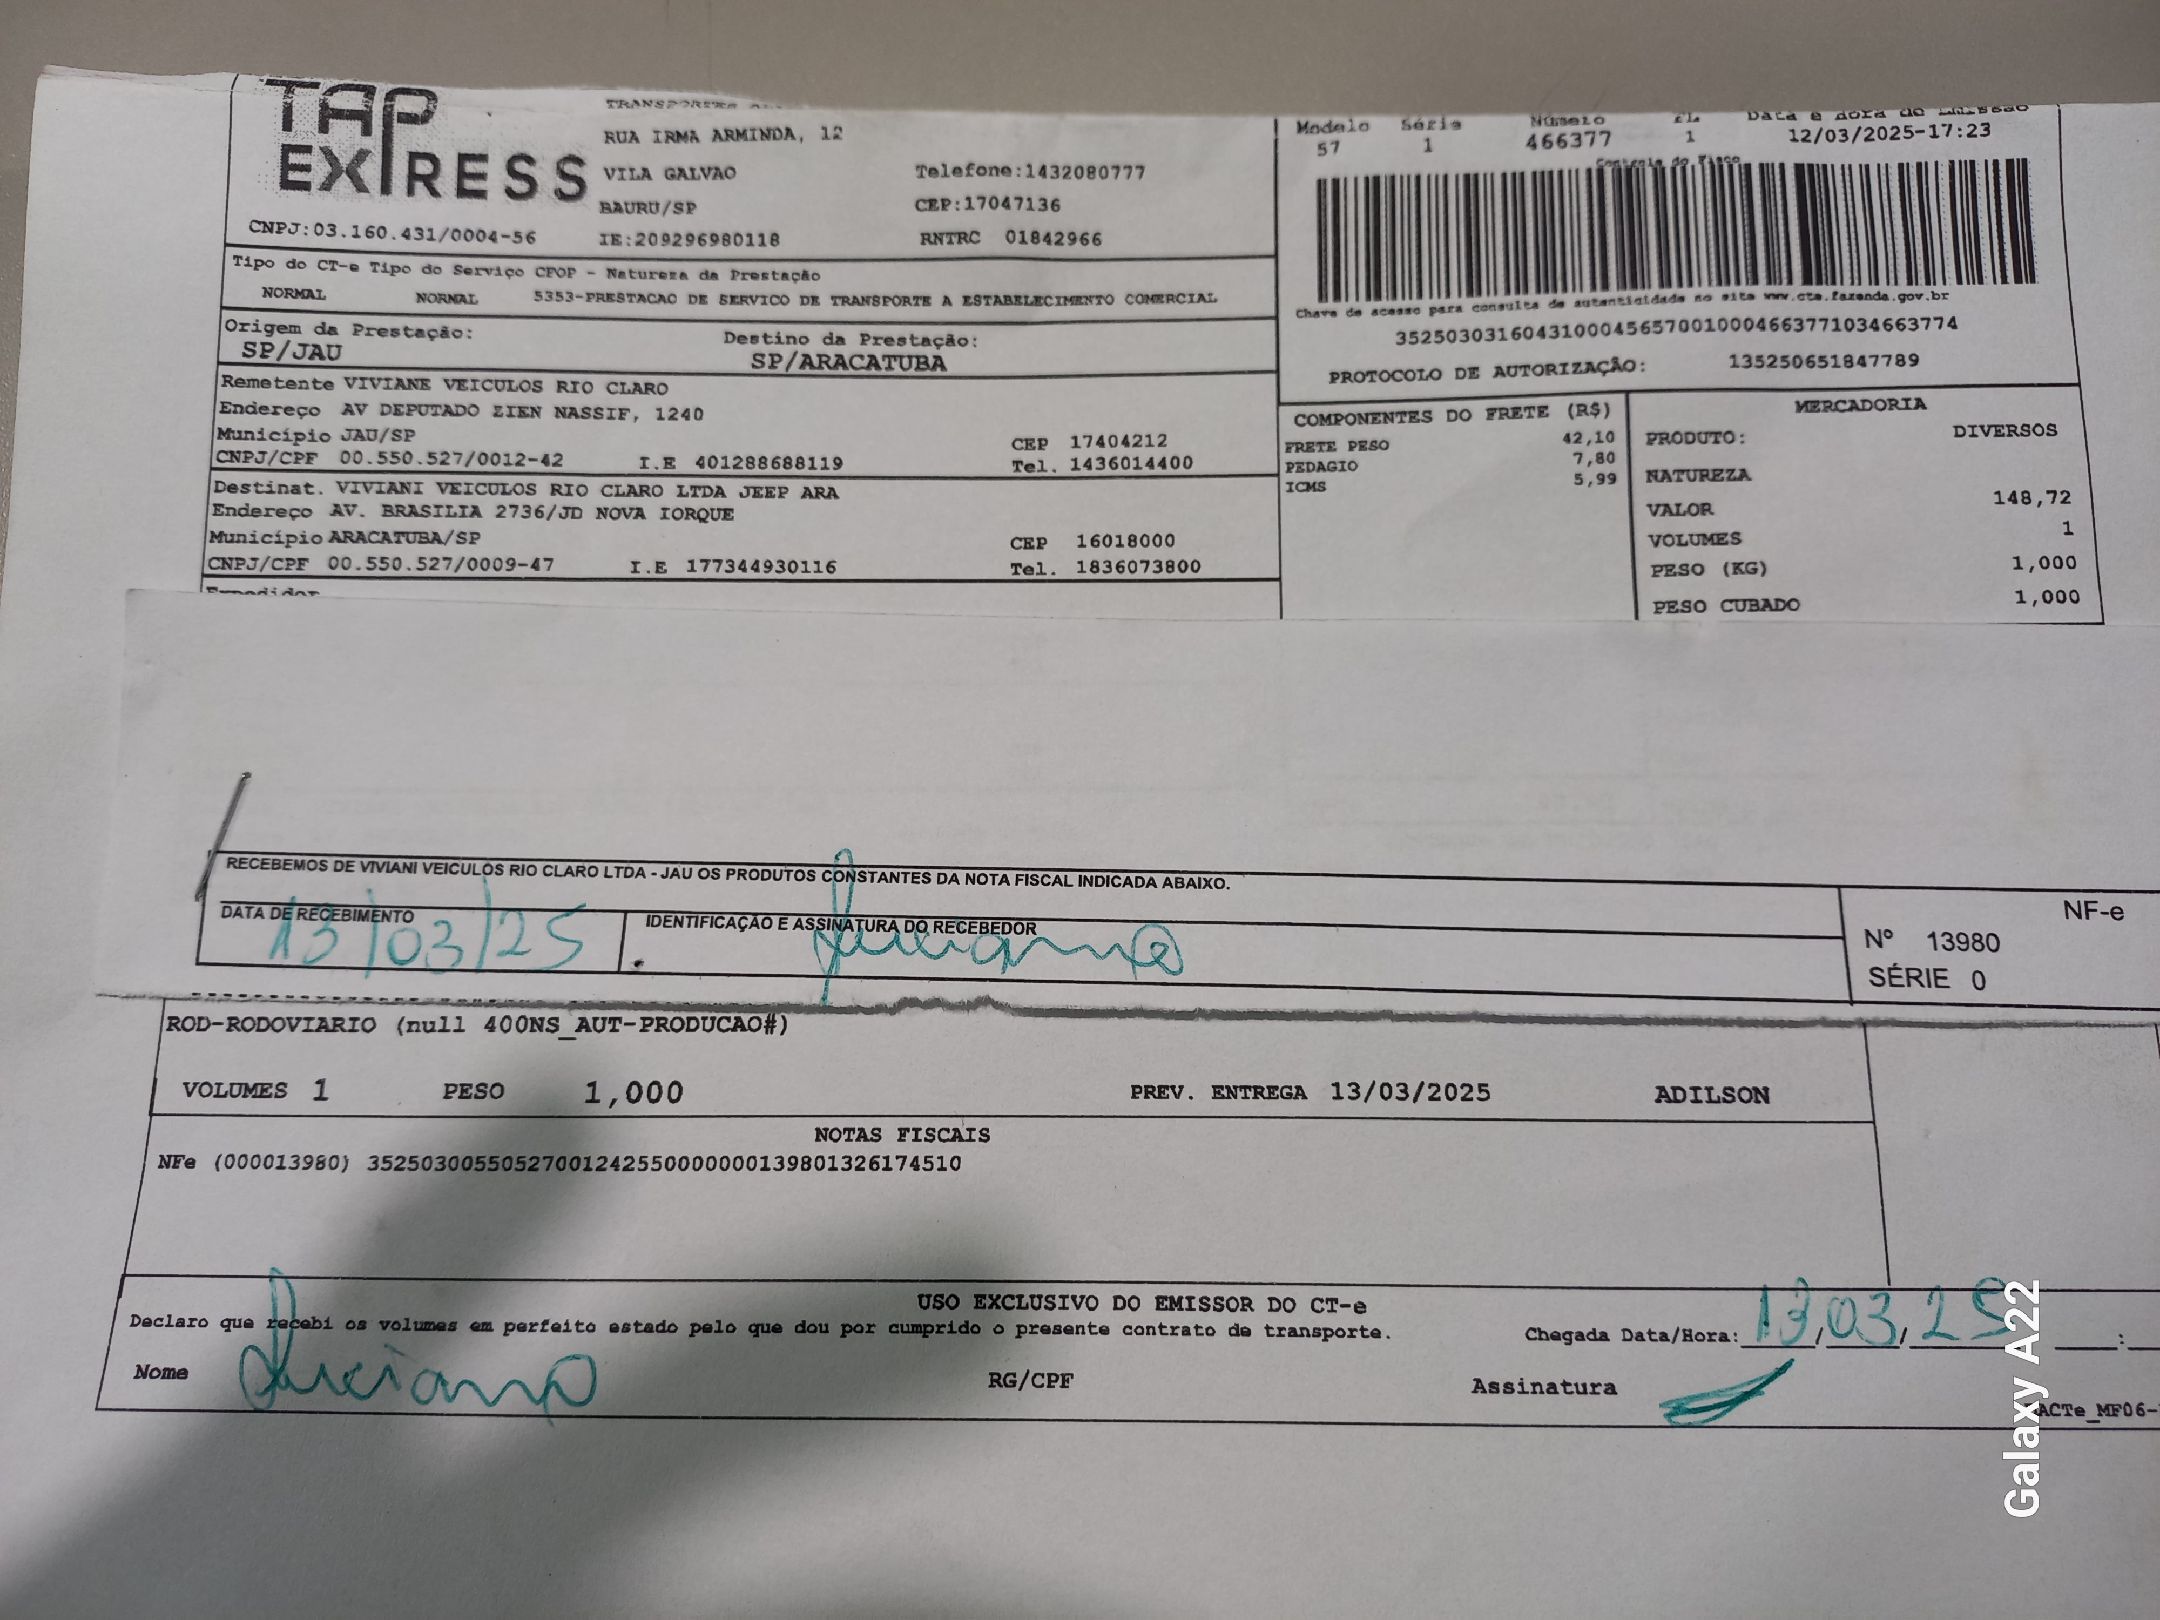 TAP
EXPRESS
RUA IRMA ARMINDA, 12
VILA GALVAO Telefone:1432080777
BAURU/SP CEP:17047136
CNPJ:03.160.431/0004-56 IE:209296980118 RNTRC 01842966
Modelo Série Número FL Data e Hora de Emissão
57 1 466377 1 12/03/2025-17:23
Controle do Fisco
Chave de acesso para consulta de autenticidade no site www.cte.fazenda.gov.br
35250303160431000456570010004663771034663774
PROTOCOLO DE AUTORIZAÇÃO: 135250651847789
Tipo do CT-e Tipo do Serviço CFOP - Natureza da Prestação
NORMAL NORMAL 5353-PRESTACAO DE SERVICO DE TRANSPORTE A ESTABELECIMENTO COMERCIAL
Origem da Prestação: Destino da Prestação:
SP/JAU SP/ARACATUBA
Remetente VIVIANE VEICULOS RIO CLARO
Endereço AV DEPUTADO ZIEN NASSIF, 1240
Município JAU/SP CEP 17404212
CNPJ/CPF 00.550.527/0012-42 I.E 401288688119 Tel. 1436014400
Destinat. VIVIANI VEICULOS RIO CLARO LTDA JEEP ARA
Endereço AV. BRASILIA 2736/JD NOVA IORQUE
Município ARACATUBA/SP CEP 16018000
CNPJ/CPF 00.550.527/0009-47 I.E 177344930116 Tel. 1836073800
Expedidor
COMPONENTES DO FRETE (R$)
FRETE PESO 42,10
PEDAGIO 7,80
ICMS 5,99
MERCADORIA
PRODUTO: DIVERSOS
NATUREZA
VALOR 148,72
VOLUMES 1
PESO (KG) 1,000
PESO CUBADO 1,000
RECEBEMOS DE VIVIANI VEICULOS RIO CLARO LTDA - JAU OS PRODUTOS CONSTANTES DA NOTA FISCAL INDICADA ABAIXO.
DATA DE RECEBIMENTO IDENTIFICAÇÃO E ASSINATURA DO RECEBEDOR
13/03/25 Luciano
NF-e
Nº 13980
SÉRIE 0
ROD-RODOVIARIO (null 400NS_AUT-PRODUCAO#)
VOLUMES 1 PESO 1,000 PREV. ENTREGA 13/03/2025 ADILSON
NOTAS FISCAIS
NFe (000013980) 35250300550527001242550000000139801326174510
USO EXCLUSIVO DO EMISSOR DO CT-e
Declaro que recebi os volumes em perfeito estado pelo que dou por cumprido o presente contrato de transporte. Chegada Data/Hora: 13/03/25 :
Nome Luciano RG/CPF Assinatura
ACTe_MF06-
Galaxy A22